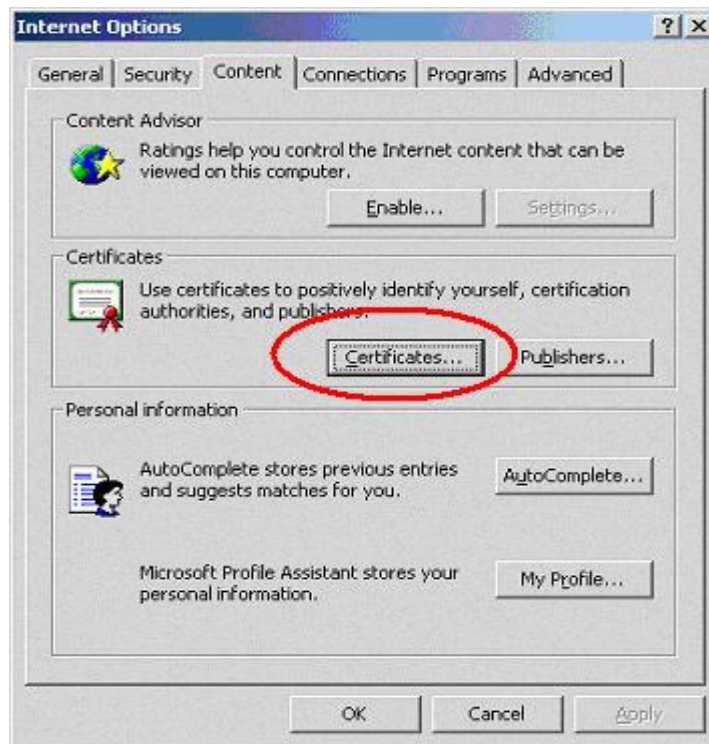 Internet Options
General Security Content Connections Programs Advanced
Content Advisor
Ratings help you control the Internet content that can be
viewed on this computer.
Enable... Settings...
Certificates
Use certificates to positively identify yourself, certification
authorities, and publishers.
Certificates... Publishers...
Personal information
AutoComplete stores previous entries
and suggests matches for you.
AutoComplete...
Microsoft Profile Assistant stores your
personal information.
My Profile...
OK Cancel Apply